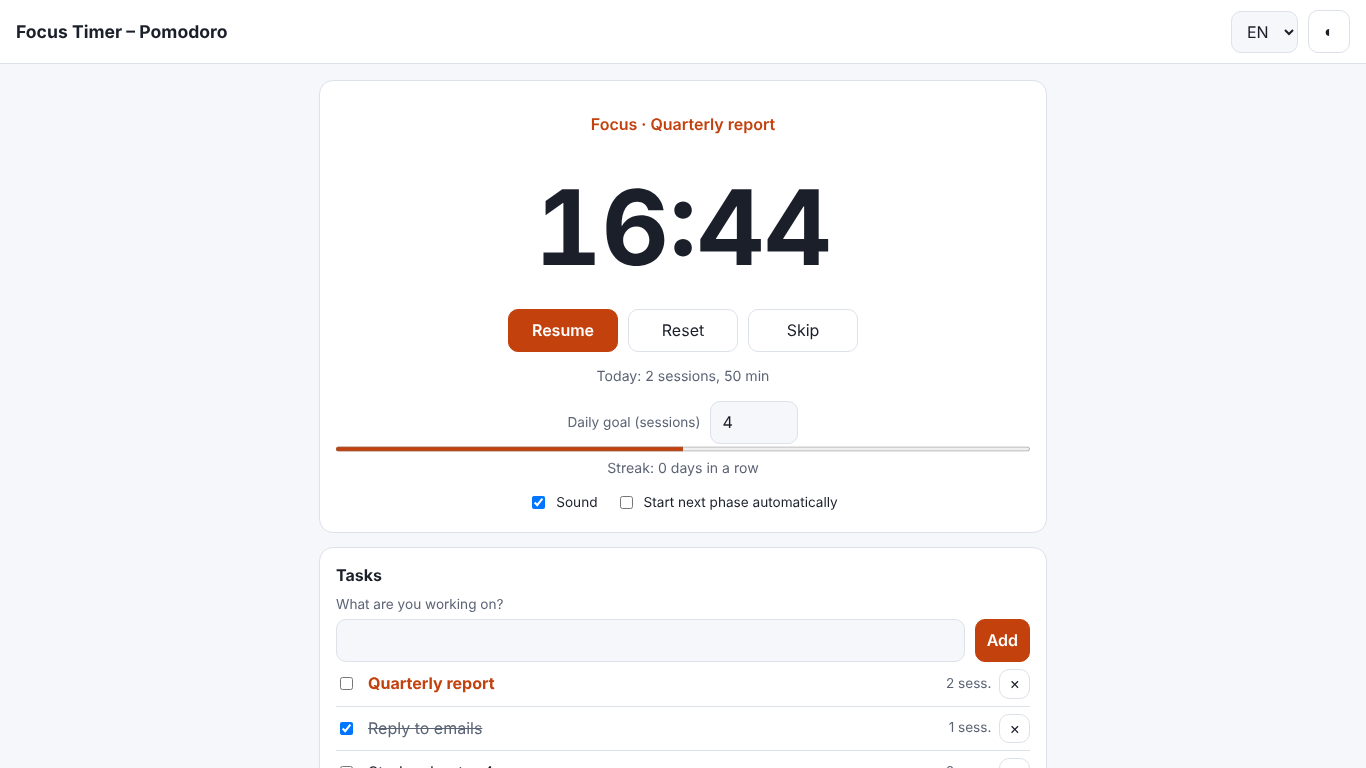 Focus Timer – Pomodoro
EN
Focus · Quarterly report
16:44
Resume Reset Skip
Today: 2 sessions, 50 min
Daily goal (sessions) 4
Streak: 0 days in a row
Sound Start next phase automatically
Tasks
What are you working on?
Add
Quarterly report 2 sess. ×
Reply to emails 1 sess. ×